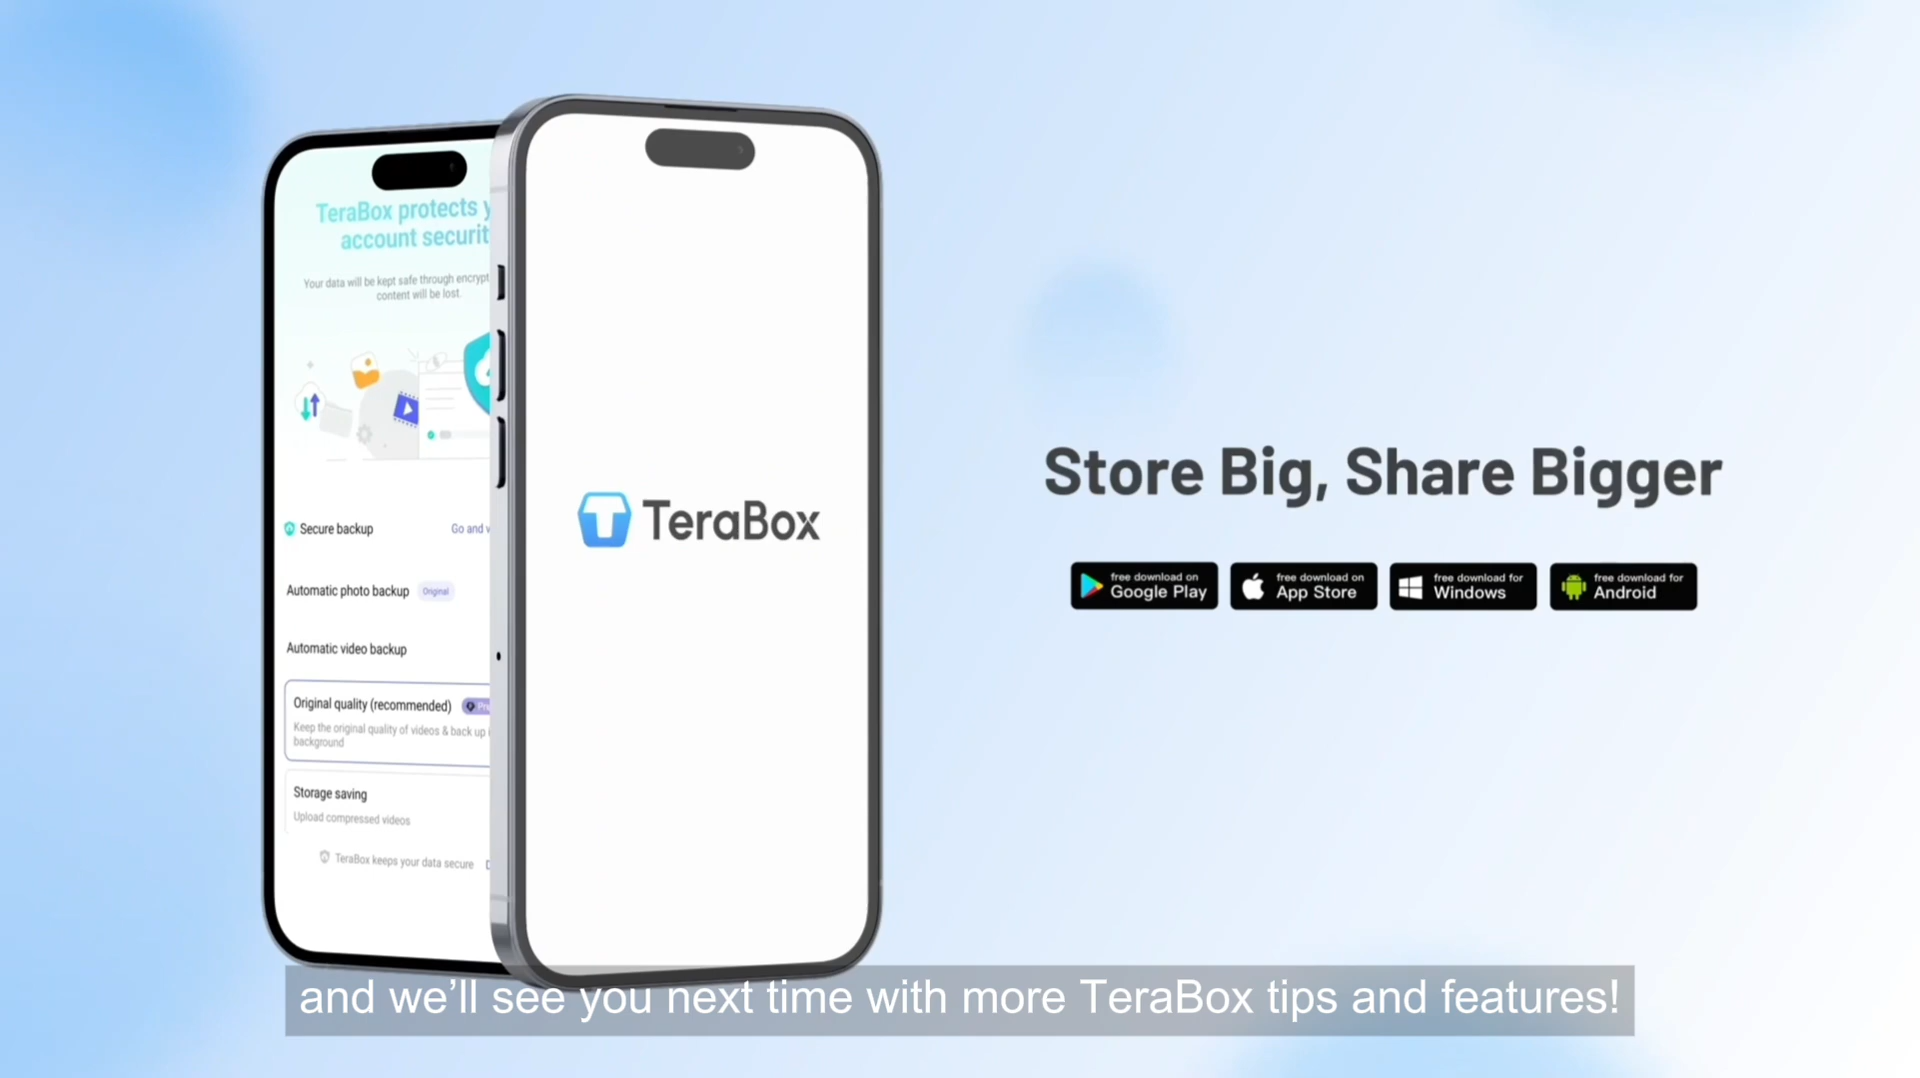 TeraBox protects
account
Your data will be kept safe through
content will be lost.
Secure backup
Go and
Automatic photo backup Original
Automatic video backup
Original quality (recommended)
Keep the original quality of videos & back up
background
Storage saving
Upload compressed videos
TeraBox keeps your data secure
TeraBox
Store Big, Share Bigger
free download on
Google Play
free download on
App Store
free download for
Windows
free download for
Android
and we’ll see you next time with more TeraBox tips and features!